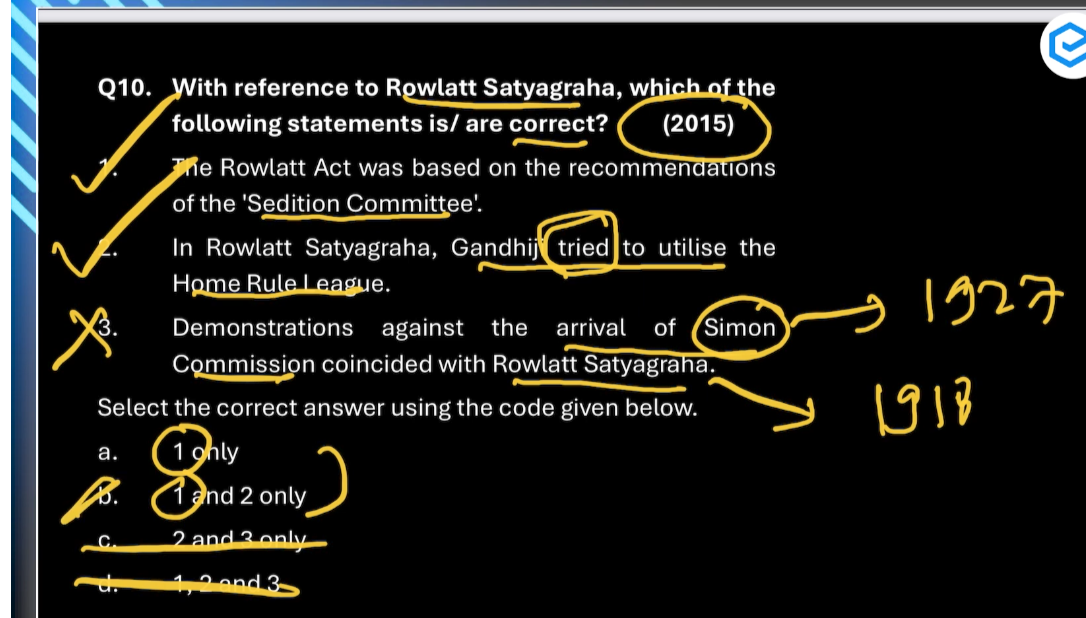 Q10. With reference to Rowlatt Satyagraha, which of the
following statements is/ are correct? (2015)
1. The Rowlatt Act was based on the recommendations
of the 'Sedition Committee'.
2. In Rowlatt Satyagraha, Gandhiji tried to utilise the
Home Rule League.
3. Demonstrations against the arrival of Simon
Commission coincided with Rowlatt Satyagraha.
1927
1918
Select the correct answer using the code given below.
a. 1 only
b. 1 and 2 only
c. 2 and 3 only
d. 1, 2 and 3